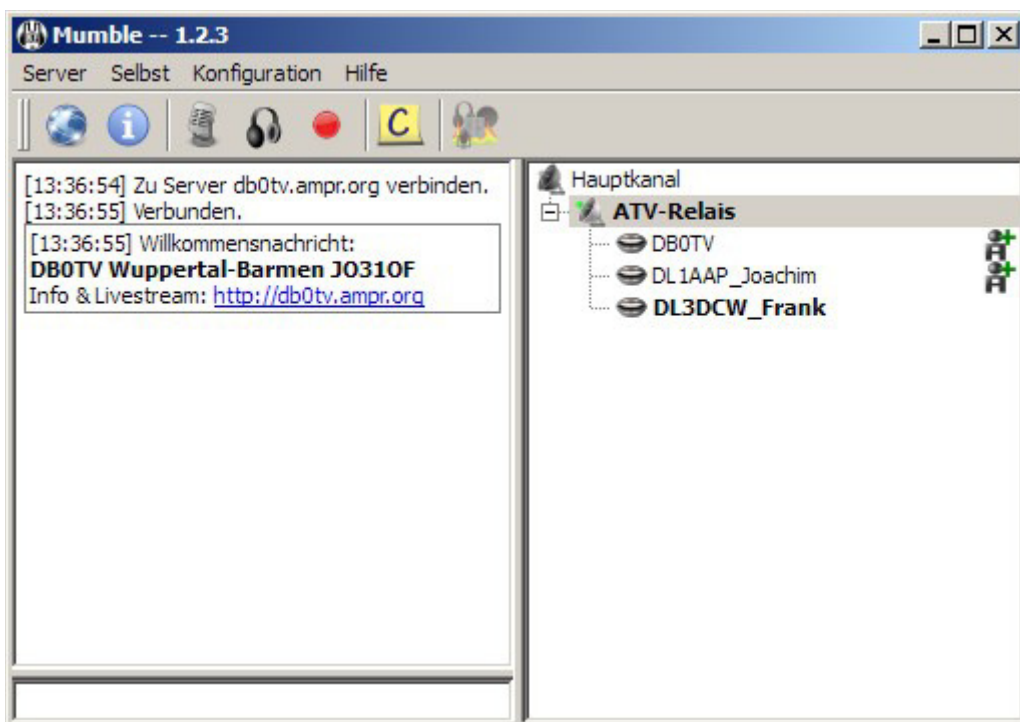 Mumble -- 1.2.3
Server Selbst Konfiguration Hilfe
C
[13:36:54] Zu Server db0tv.ampr.org verbinden.
[13:36:55] Verbunden.
[13:36:55] Willkommensnachricht:
DB0TV Wuppertal-Barmen JO31OF
Info & Livestream: http://db0tv.ampr.org
Hauptkanal
ATV-Relais
DB0TV
DL1AAP_Joachim
DL3DCW_Frank